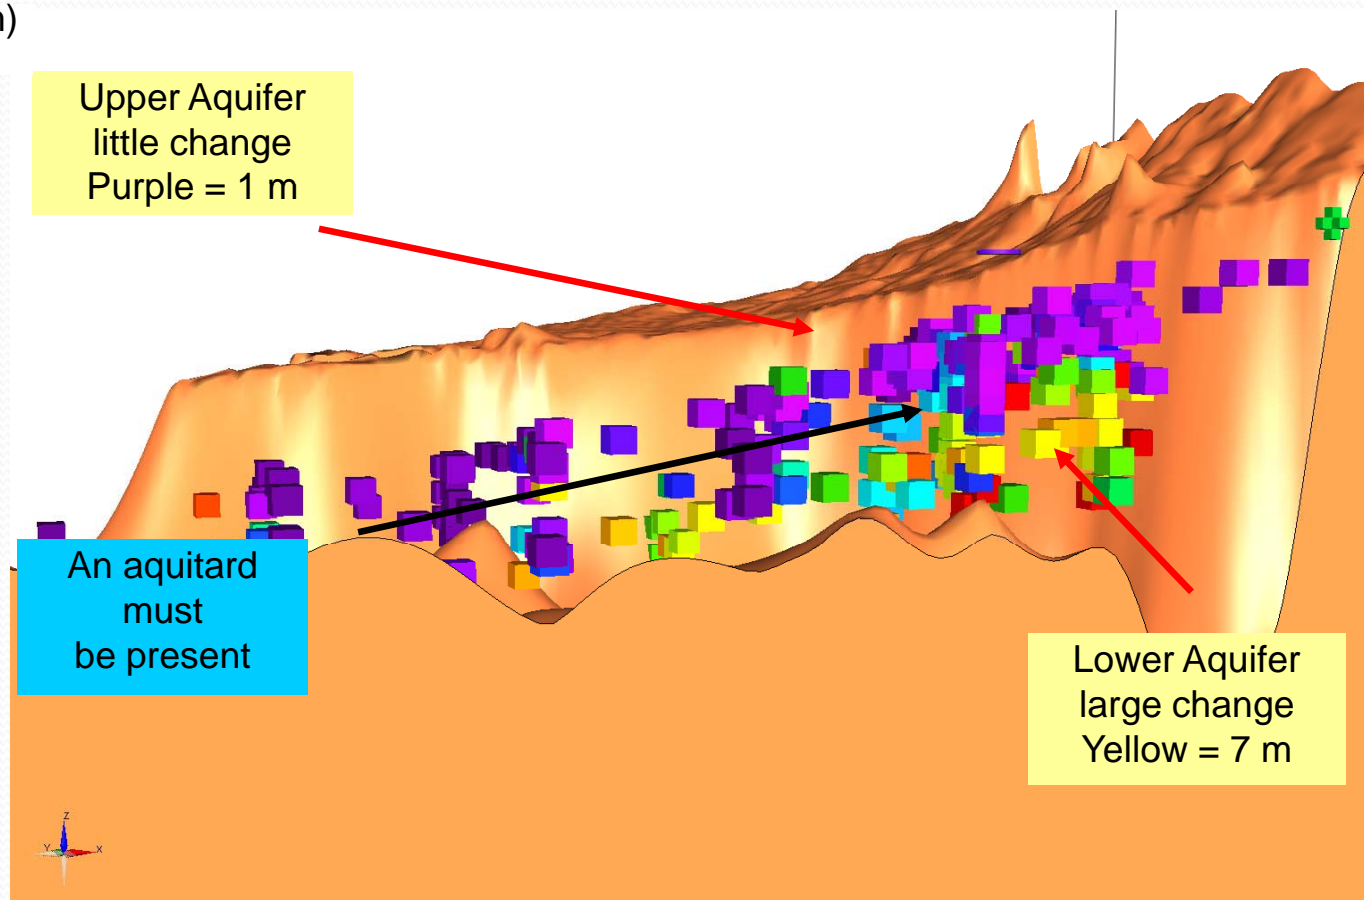 )
Upper Aquifer
little change
Purple = 1 m
An aquitard
must
be present
Lower Aquifer
large change
Yellow = 7 m
Z
Y
X